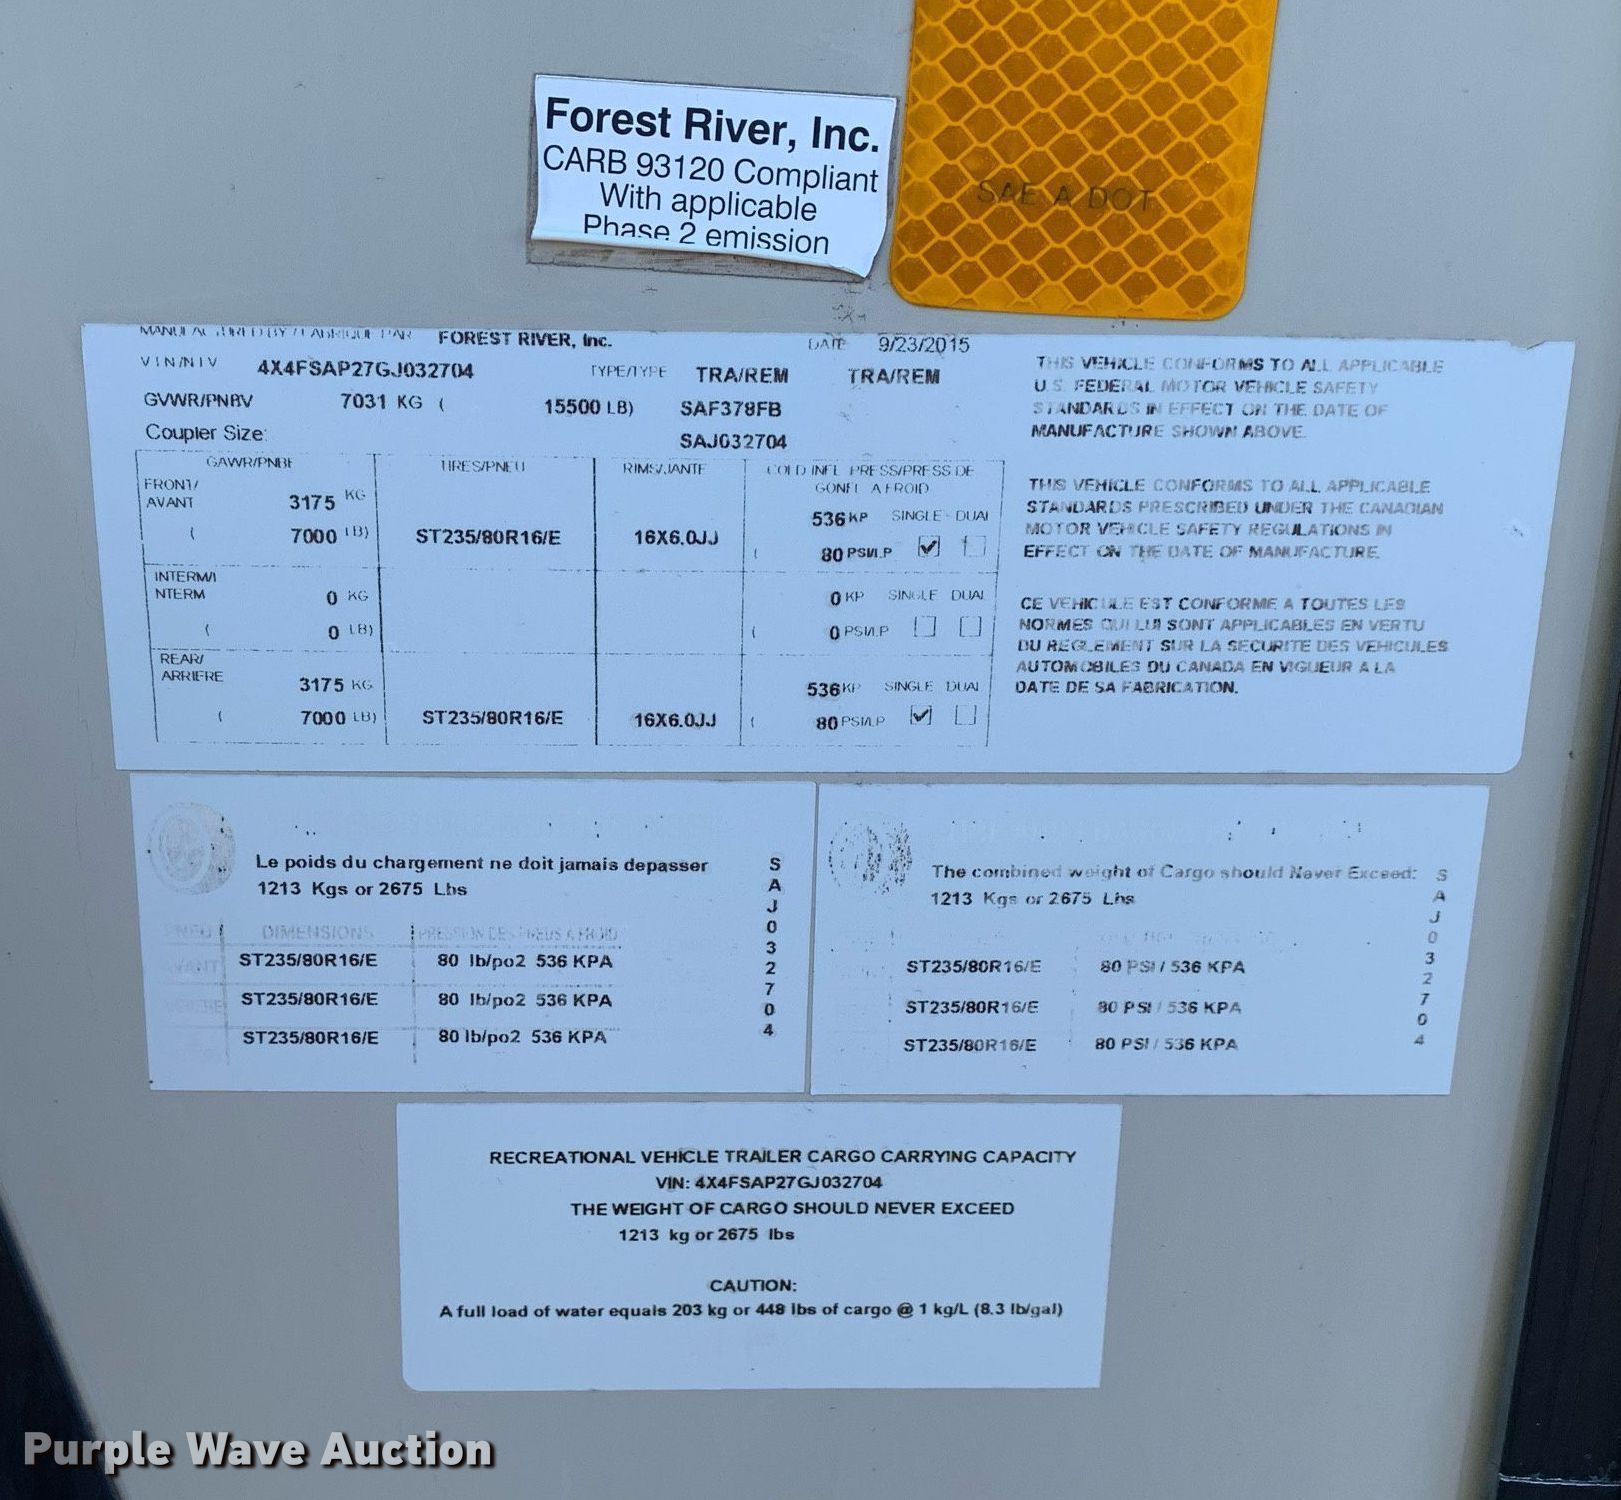 Forest River, Inc.
CARB 93120 Compliant
With applicable
Phase 2 emission
SAE A DOT
MANUFACTURED BY / FABRIQUE PAR FOREST RIVER, Inc. DATE 9/23/2015
VIN/NIV 4X4FSAP27GJ032704 TYPE/TYPE TRA/REM TRA/REM
GVWR/PNBV 7031 KG ( 15500 LB) SAF378FB
Coupler Size: SAJ032704
GAWR/PNBE TIRES/PNEU RIMS/JANTE COLD INFL PRESS/PRESS DE
GONFL A FROID
FRONT/
AVANT 3175 KG 536 KP SINGLE DUAL
( 7000 LB) ST235/80R16/E 16X6.0JJ ( 80 PSI/LP
INTERM/I
NTERM 0 KG 0 KP SINGLE DUAL
( 0 LB) ( 0 PSI/LP
REAR/
ARRIERE 3175 KG 536 KP SINGLE DUAL
( 7000 LB) ST235/80R16/E 16X6.0JJ ( 80 PSI/LP
THIS VEHICLE CONFORMS TO ALL APPLICABLE
U.S. FEDERAL MOTOR VEHICLE SAFETY
STANDARDS IN EFFECT ON THE DATE OF
MANUFACTURE SHOWN ABOVE.
THIS VEHICLE CONFORMS TO ALL APPLICABLE
STANDARDS PRESCRIBED UNDER THE CANADIAN
MOTOR VEHICLE SAFETY REGULATIONS IN
EFFECT ON THE DATE OF MANUFACTURE.
CE VEHICULE EST CONFORME A TOUTES LES
NORMES QUI LUI SONT APPLICABLES EN VERTU
DU REGLEMENT SUR LA SECURITE DES VEHICULES
AUTOMOBILES DU CANADA EN VIGUEUR A LA
DATE DE SA FABRICATION.
Le poids du chargement ne doit jamais depasser
1213 Kgs or 2675 Lbs
PNEU DIMENSIONS PRESSION DES PNEUS A FROID
AVANT ST235/80R16/E 80 lb/po2 536 KPA
ST235/80R16/E 80 lb/po2 536 KPA
ST235/80R16/E 80 lb/po2 536 KPA
SAJ032704
The combined weight of Cargo should Never Exceed:
1213 Kgs or 2675 Lbs
ST235/80R16/E 80 PSI / 536 KPA
ST235/80R16/E 80 PSI / 536 KPA
ST235/80R16/E 80 PSI / 536 KPA
SAJ032704
RECREATIONAL VEHICLE TRAILER CARGO CARRYING CAPACITY
VIN: 4X4FSAP27GJ032704
THE WEIGHT OF CARGO SHOULD NEVER EXCEED
1213 kg or 2675 lbs
CAUTION:
A full load of water equals 203 kg or 448 lbs of cargo @ 1 kg/L (8.3 lb/gal)
Purple Wave Auction